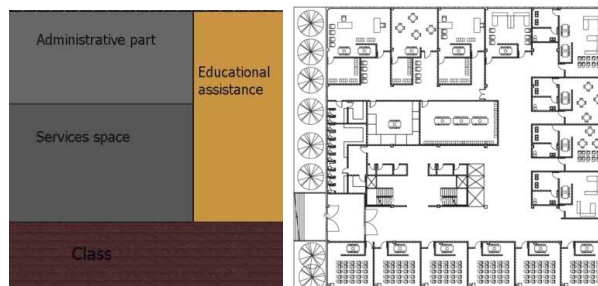 Administrative part
Educational
assistance
Services space
Class